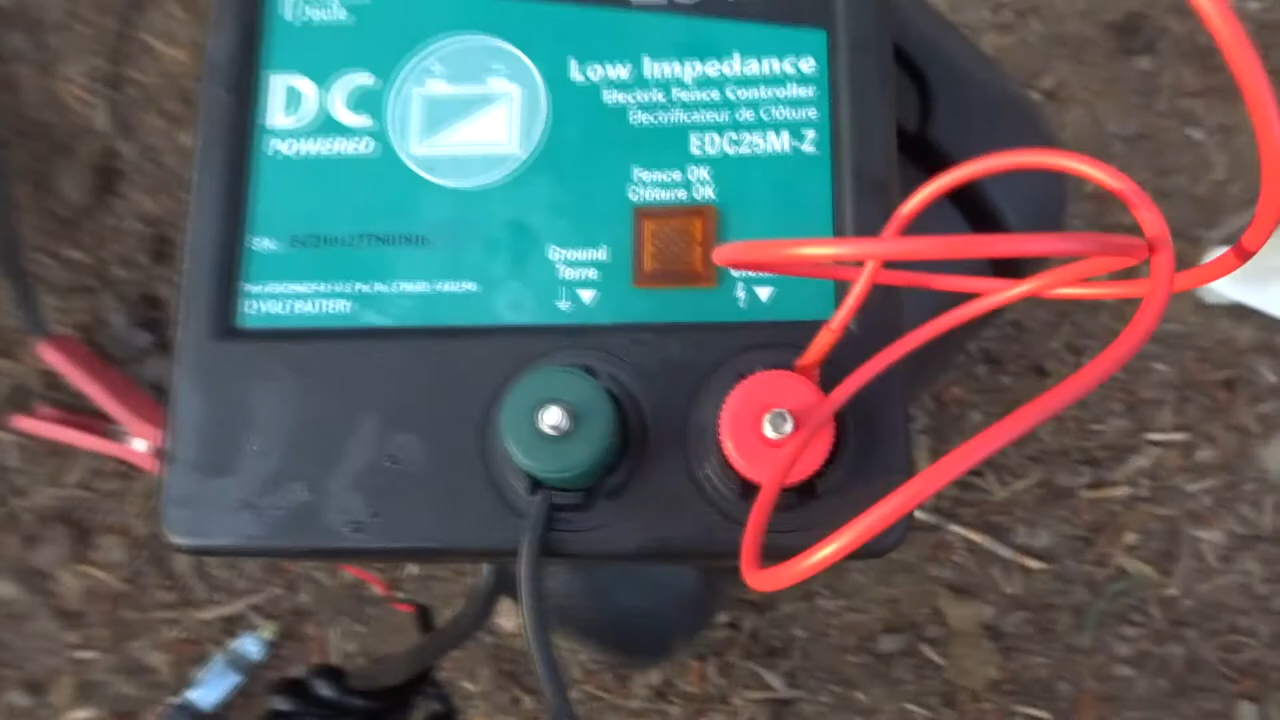 Joule
DC
POWERED
Low Impedance
Electric Fence Controller
Électrificateur de Clôture
EDC25M-Z
Fence OK
Clôture OK
Ground
Terre
12 VOLT BATTERY